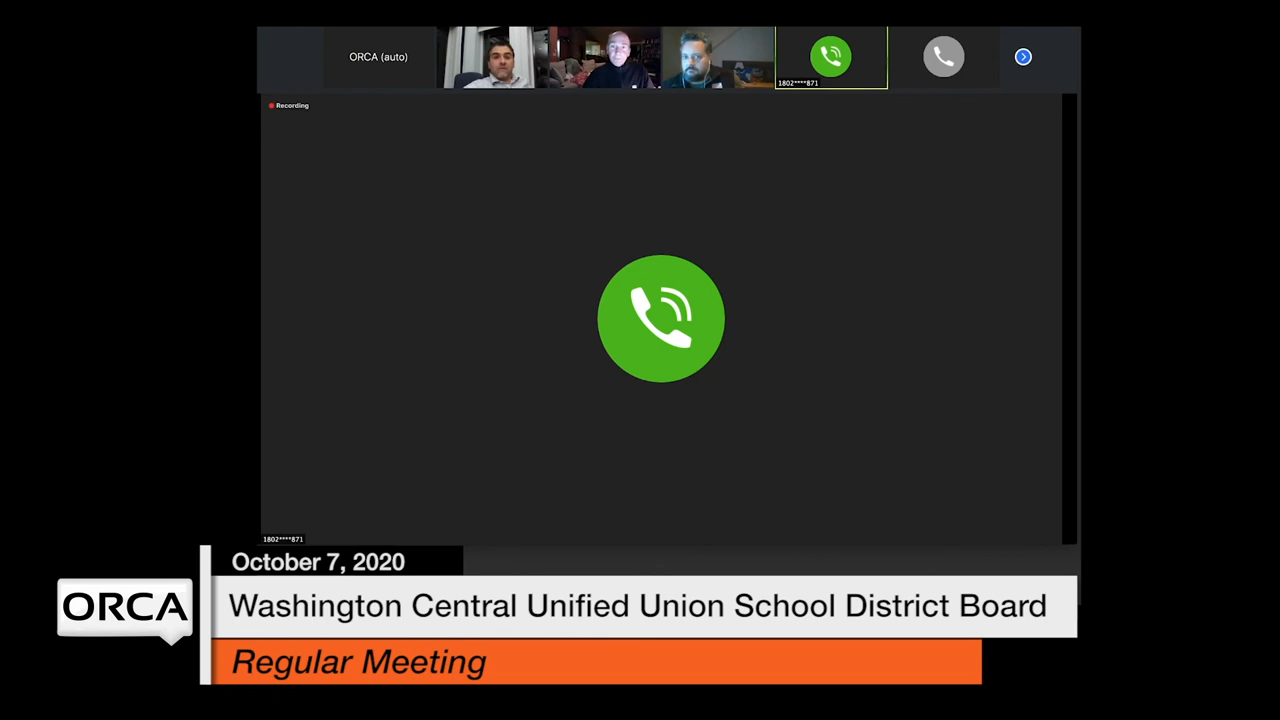 ORCA (auto)
1802****871
Recording
1802****871
October 7, 2020
ORCA
Washington Central Unified Union School District Board
Regular Meeting